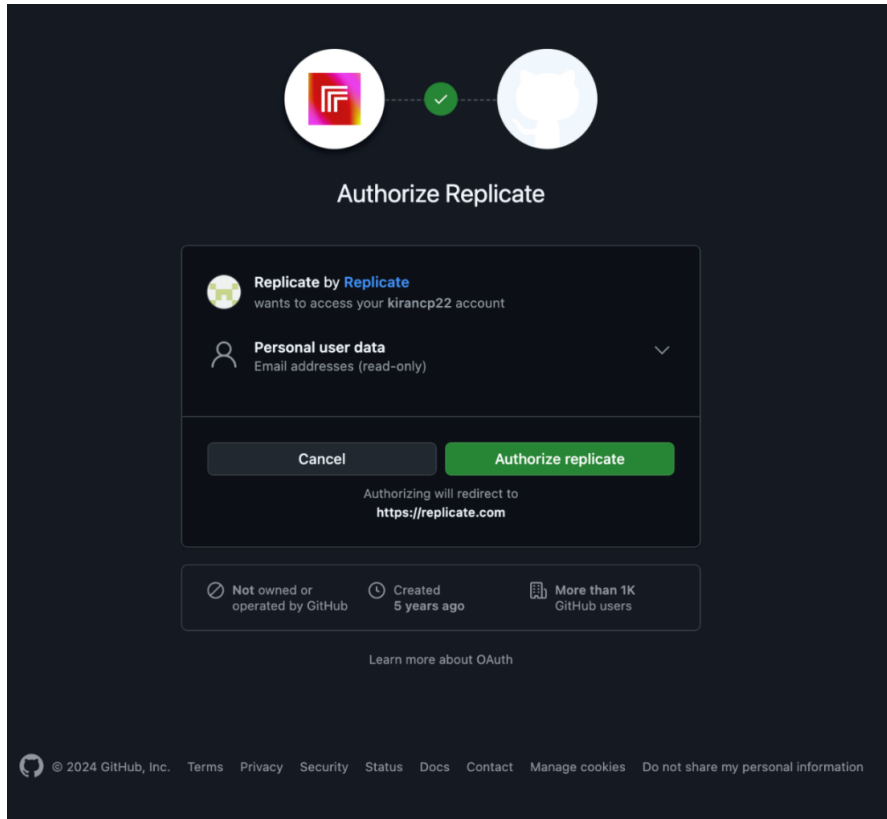 Authorize Replicate
Replicate by Replicate
wants to access your kirancp22 account
Personal user data
Email addresses (read-only)
Cancel
Authorize replicate
Authorizing will redirect to
https://replicate.com
Not owned or
operated by GitHub
Created
5 years ago
More than 1K
GitHub users
Learn more about OAuth
© 2024 GitHub, Inc. Terms Privacy Security Status Docs Contact Manage cookies Do not share my personal information